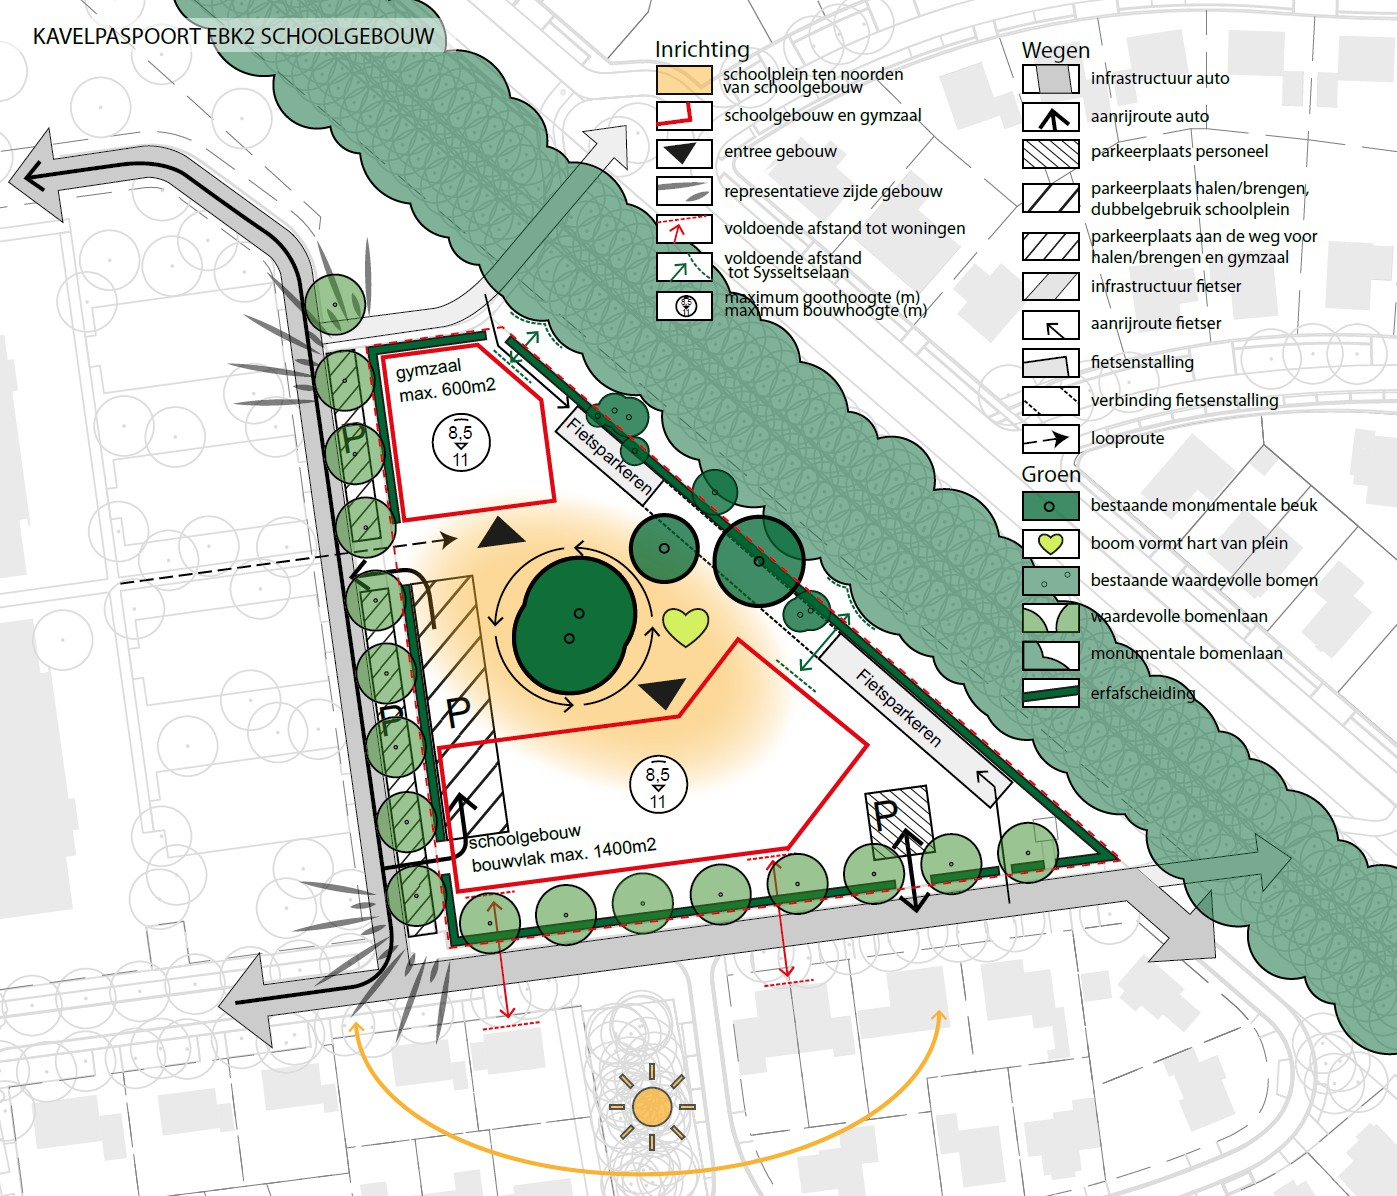 KAVELPASPOORT EBK2 SCHOOLGEBOUW
Inrichting
schoolplein ten noorden
van schoolgebouw
schoolgebouw en gymzaal
entree gebouw
representatieve zijde gebouw
voldoende afstand tot woningen
voldoende afstand
tot Sysseltselaan
8,5
11
maximum goothoogte (m)
maximum bouwhoogte (m)
Wegen
infrastructuur auto
aanrijroute auto
parkeerplaats personeel
parkeerplaats halen/brengen,
dubbelgebruik schoolplein
parkeerplaats aan de weg voor
halen/brengen en gymzaal
infrastructuur fietser
aanrijroute fietser
fietsenstalling
verbinding fietsenstalling
looproute
Groen
bestaande monumentale beuk
boom vormt hart van plein
bestaande waardevolle bomen
waardevolle bomenlaan
monumentale bomenlaan
erfafscheiding
gymzaal
max. 600m2
8,5
11
Fietsparkeren
P
P
P
Fietsparkeren
8,5
11
P
schoolgebouw
bouwvlak max. 1400m2